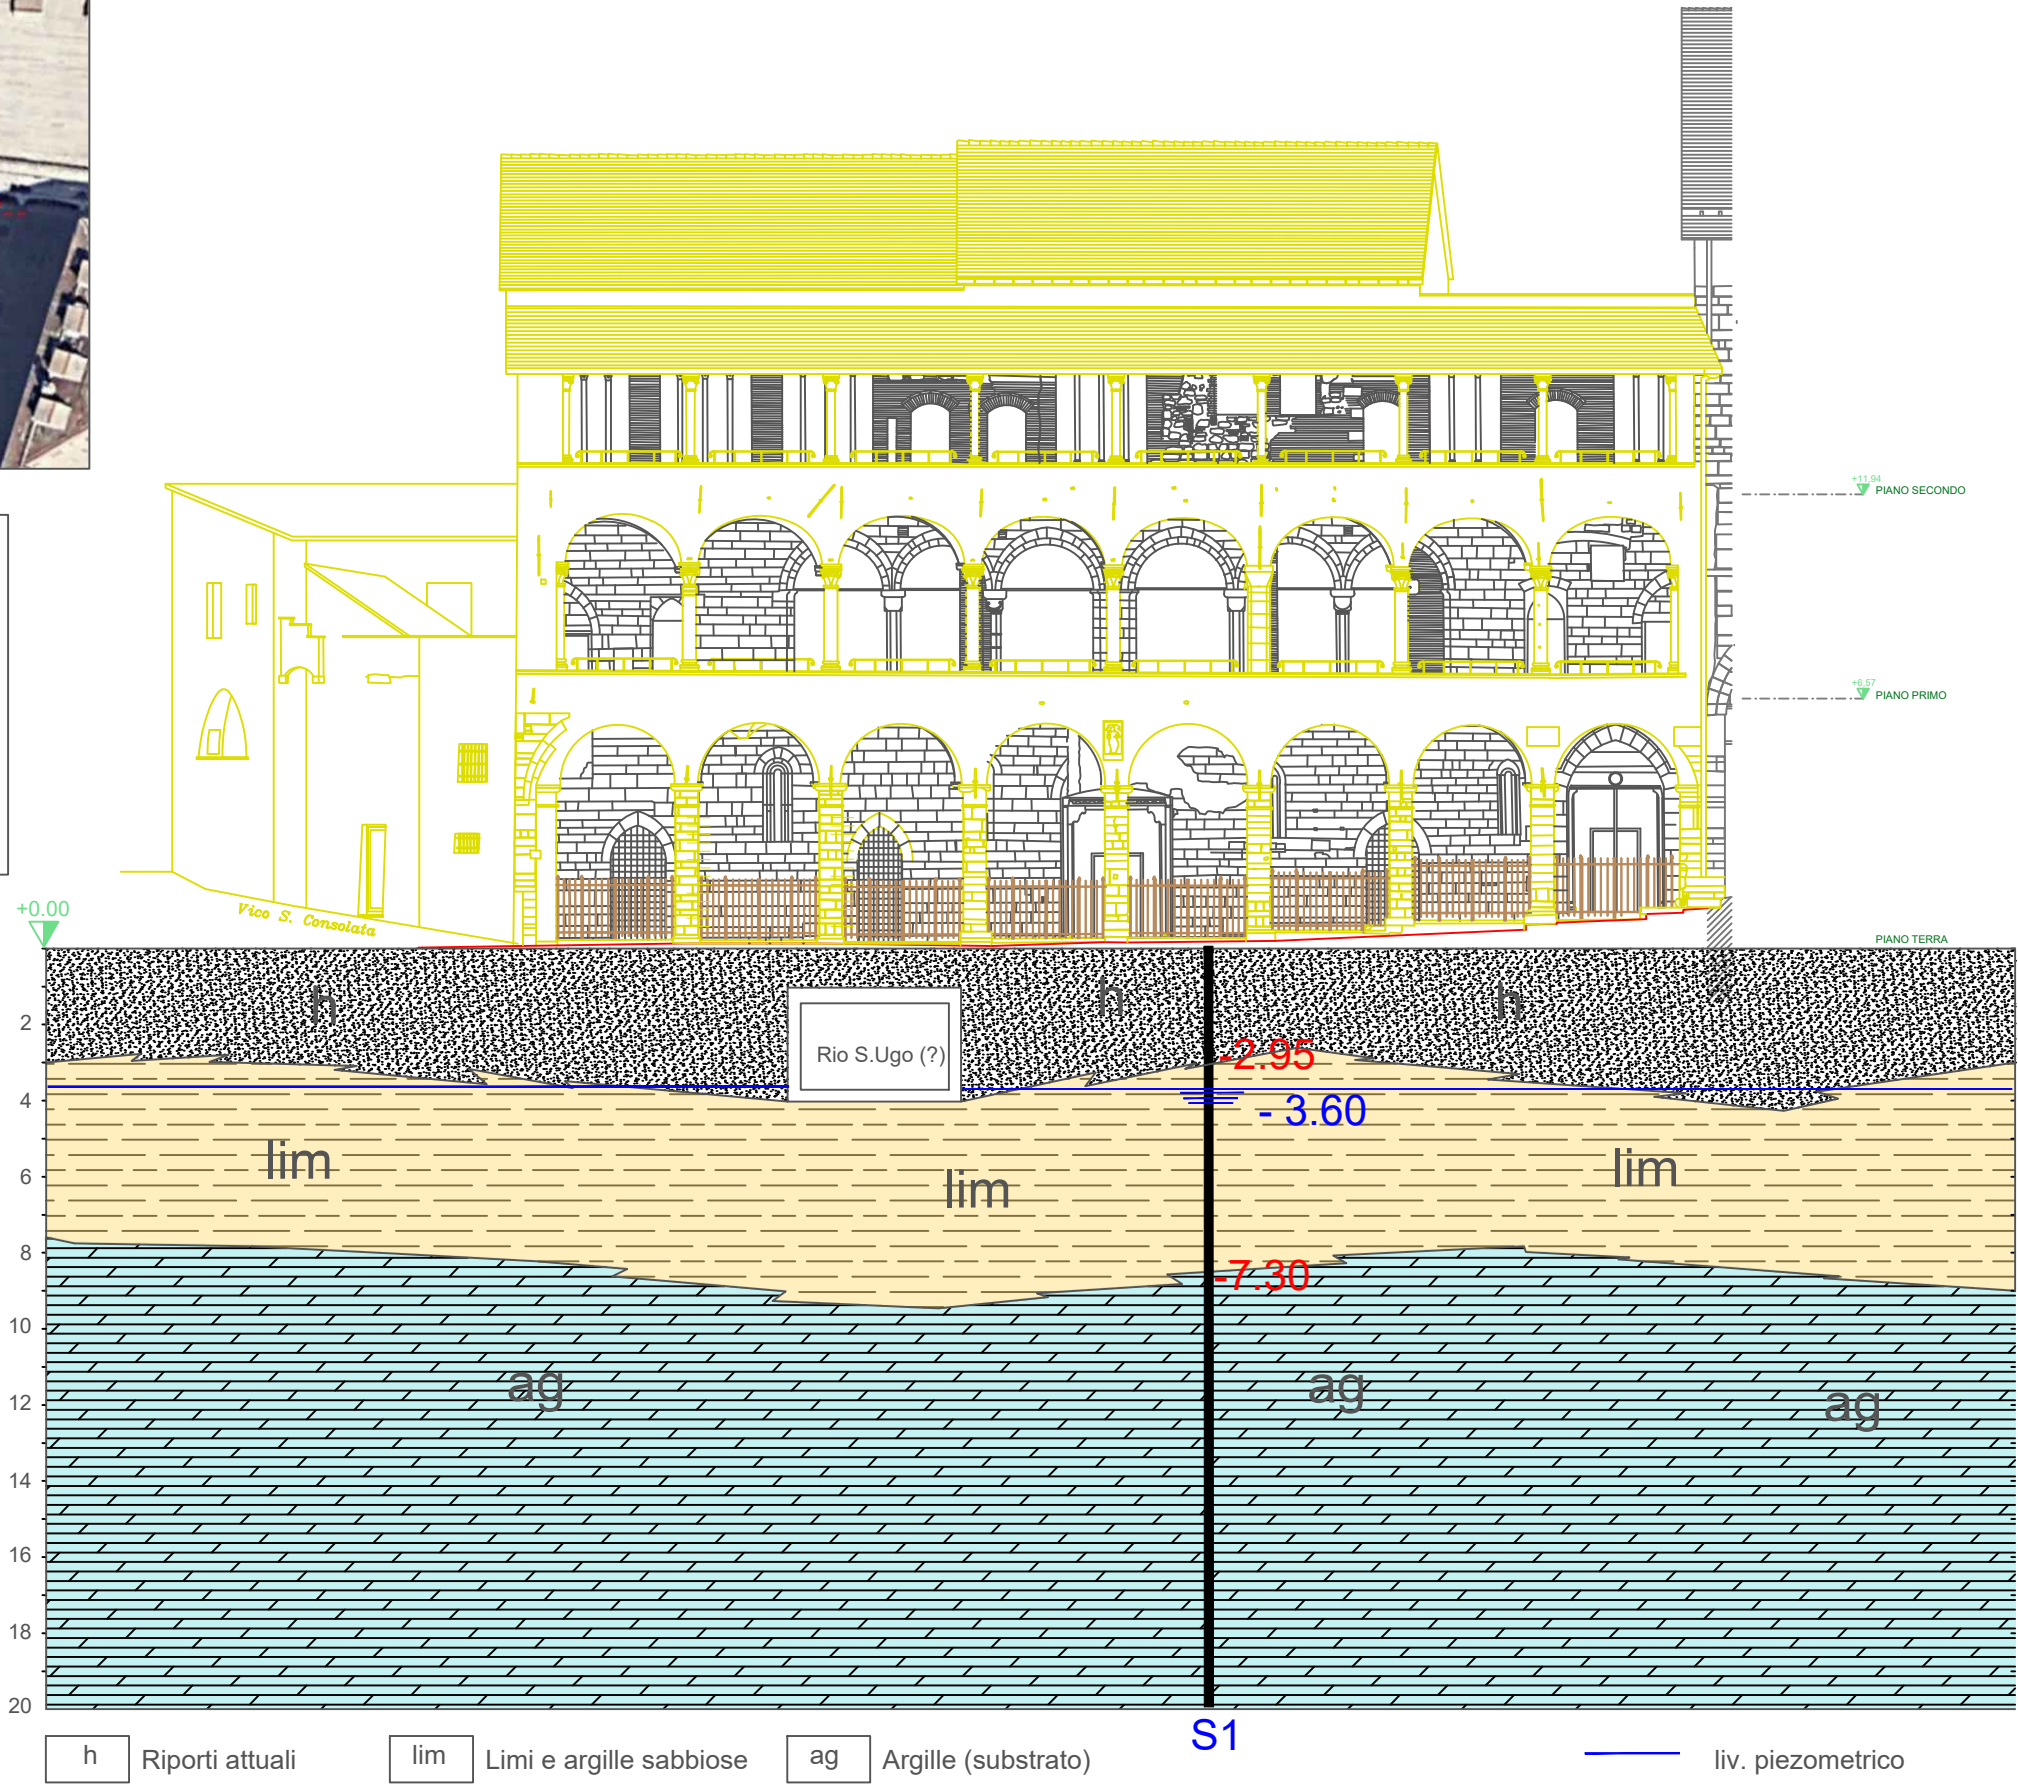 +11,94
PIANO SECONDO
+6,57
PIANO PRIMO
Vico S. Consolata
+0.00
PIANO TERRA
h
h
h
2
Rio S.Ugo (?)
-2.95
4
- 3.60
lim
lim
lim
6
8
-7.30
10
ag
ag
ag
12
14
16
18
20
S1
h
Riporti attuali
lim
Limi e argille sabbiose
ag
Argille (substrato)
liv. piezometrico